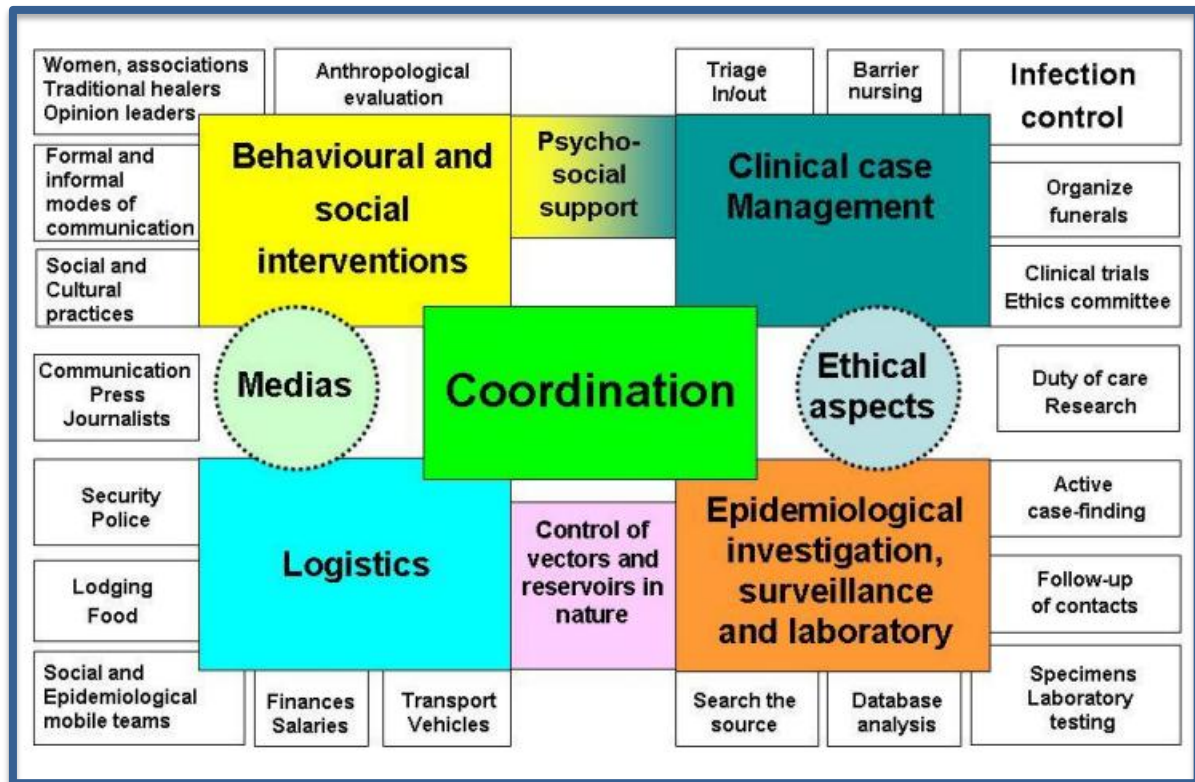 Women, associations
Traditional healers
Opinion leaders
Anthropological
evaluation
Triage
In/out
Barrier
nursing
Infection
control
Behavioural and
social
interventions
Psycho-
social
support
Clinical case
Management
Formal and
informal
modes of
communication
Organize
funerals
Social and
Cultural
practices
Clinical trials
Ethics committee
Communication
Press
Journalists
Medias
Coordination
Ethical
aspects
Duty of care
Research
Security
Police
Logistics
Control of
vectors and
reservoirs in
nature
Epidemiological
investigation,
surveillance
and laboratory
Active
case-finding
Lodging
Food
Follow-up
of contacts
Social and
Epidemiological
mobile teams
Finances
Salaries
Transport
Vehicles
Search the
source
Database
analysis
Specimens
Laboratory
testing